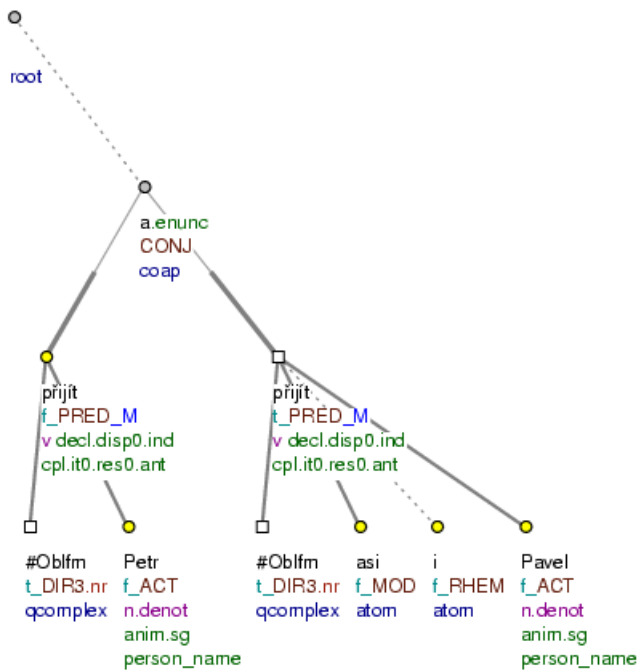 root
a.enunc
CONJ
coap
přijít
f_PRED_M
v decl.disp0.ind
cpl.it0.res0.ant
přijít
t_PRED_M
v decl.disp0.ind
cpl.it0.res0.ant
#Oblfm
t_DIR3.nr
qcomplex
Petr
f_ACT
n.denot
anim.sg
person_name
#Oblfm
t_DIR3.nr
qcomplex
asi
f_MOD
atom
i
f_RHEM
atom
Pavel
f_ACT
n.denot
anim.sg
person_name